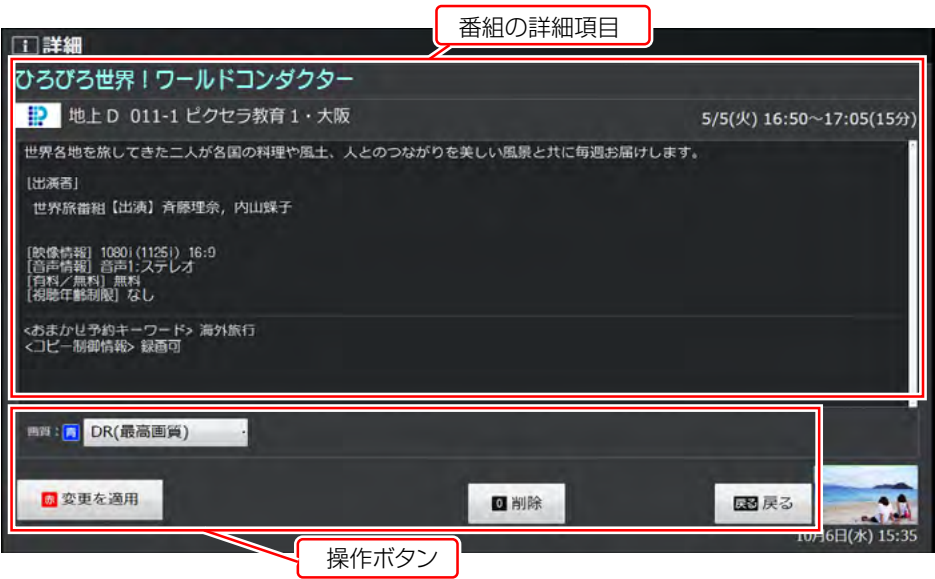 番組の詳細項目
i 詳細
ひろびろ世界！ワールドコンダクター
地上D 011-1 ピクセラ教育1・大阪 5/5(火) 16:50～17:05(15分)
世界各地を旅してきた二人が各国の料理や風土、人とのつながりを美しい風景と共に毎週お届けします。
[出演者]
世界旅番組【出演】斉藤理奈，内山蝶子
[映像情報] 1080i(1125i) 16:9
[音声情報] 音声1:ステレオ
[有料／無料] 無料
[視聴年齢制限] なし
<おまかせ予約キーワード> 海外旅行
<コピー制御情報> 録画可
画質：青 DR(最高画質)
赤 変更を適用 0 削除 戻る 戻る
10月6日(水) 15:35
操作ボタン